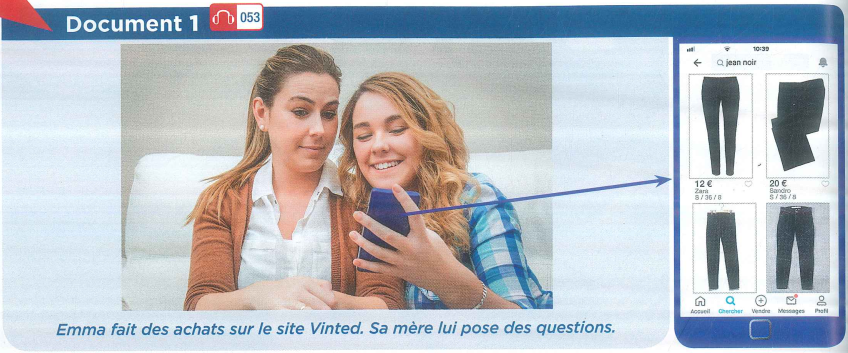 Document 1
053
10:39
jean noir
12 €
Zara
S / 36 / 8
20 €
Sandro
S / 36 / 8
Accueil
Chercher
Vendre
Messages
Profil
Emma fait des achats sur le site Vinted. Sa mère lui pose des questions.